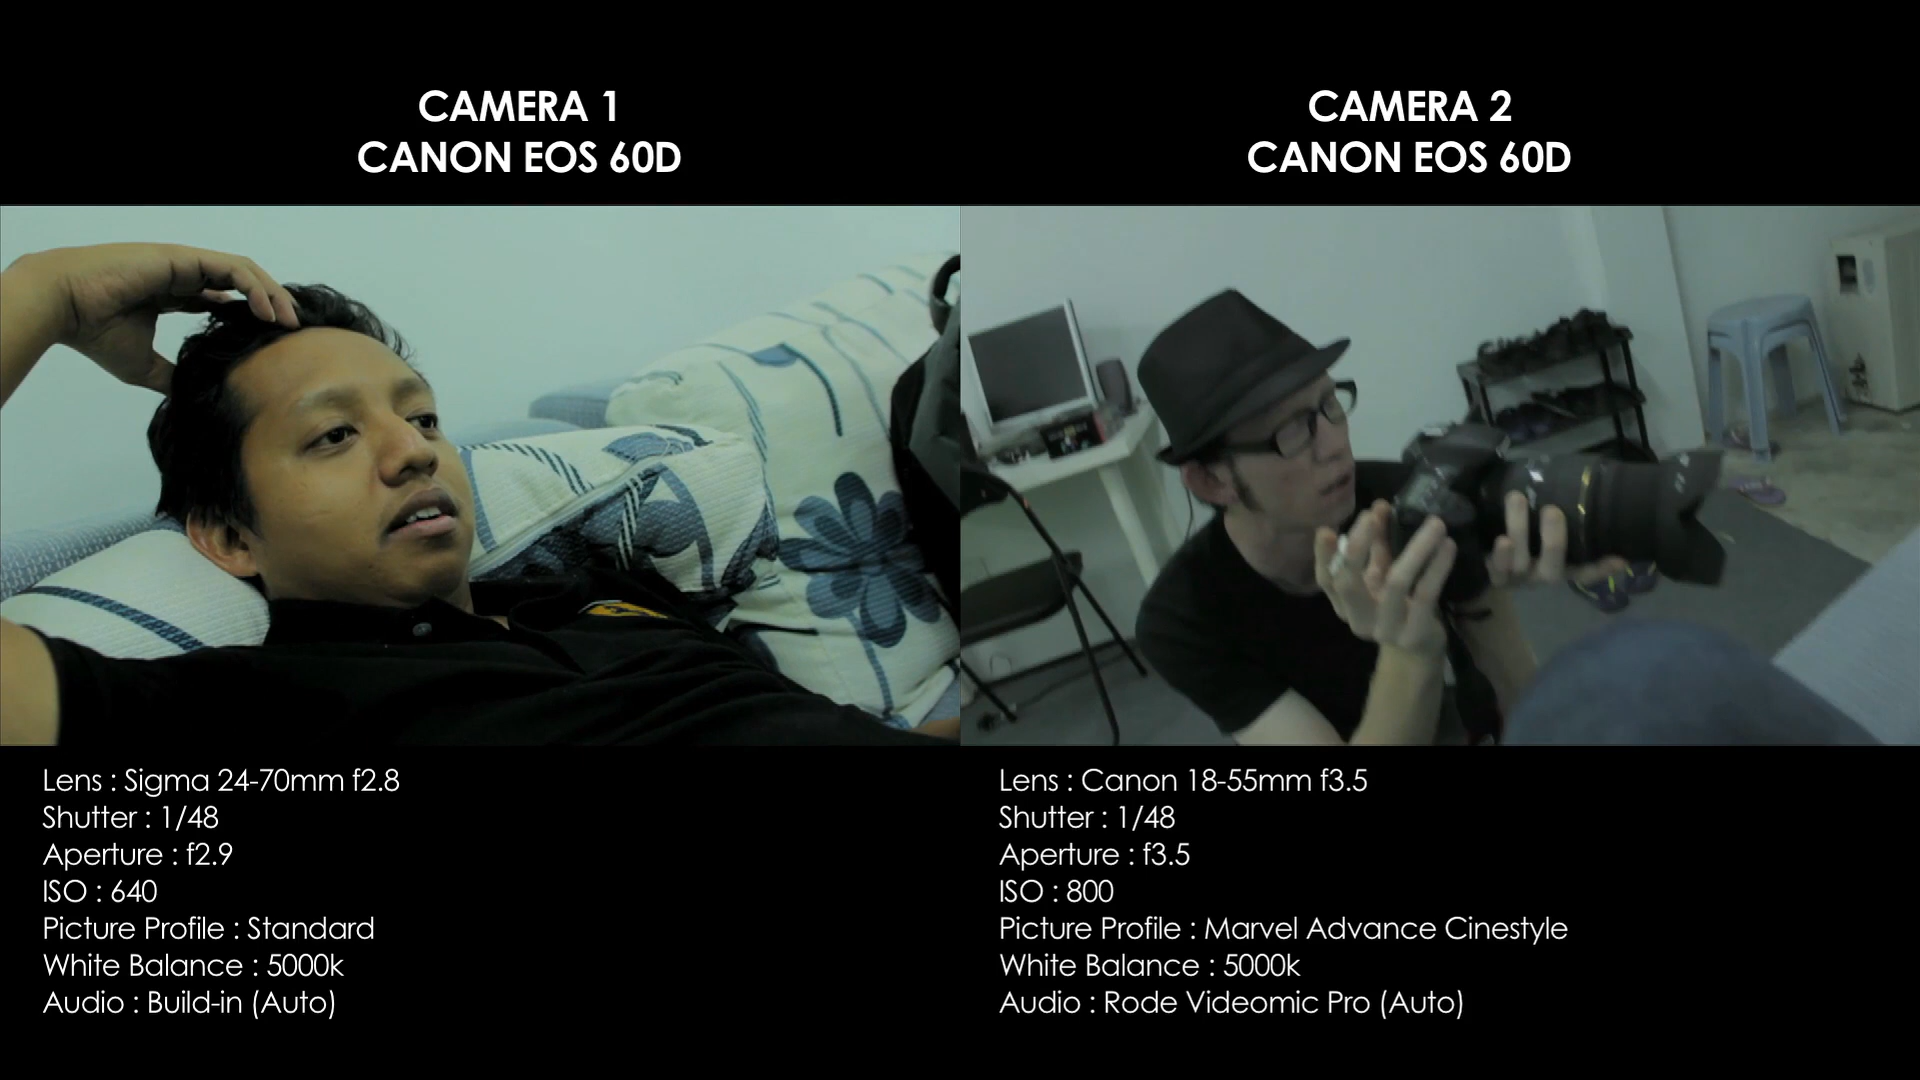 CAMERA 1
CANON EOS 60D
CAMERA 2
CANON EOS 60D
Lens : Sigma 24-70mm f2.8
Shutter : 1/48
Aperture : f2.9
ISO : 640
Picture Profile : Standard
White Balance : 5000k
Audio : Build-in (Auto)
Lens : Canon 18-55mm f3.5
Shutter : 1/48
Aperture : f3.5
ISO : 800
Picture Profile : Marvel Advance Cinestyle
White Balance : 5000k
Audio : Rode Videomic Pro (Auto)